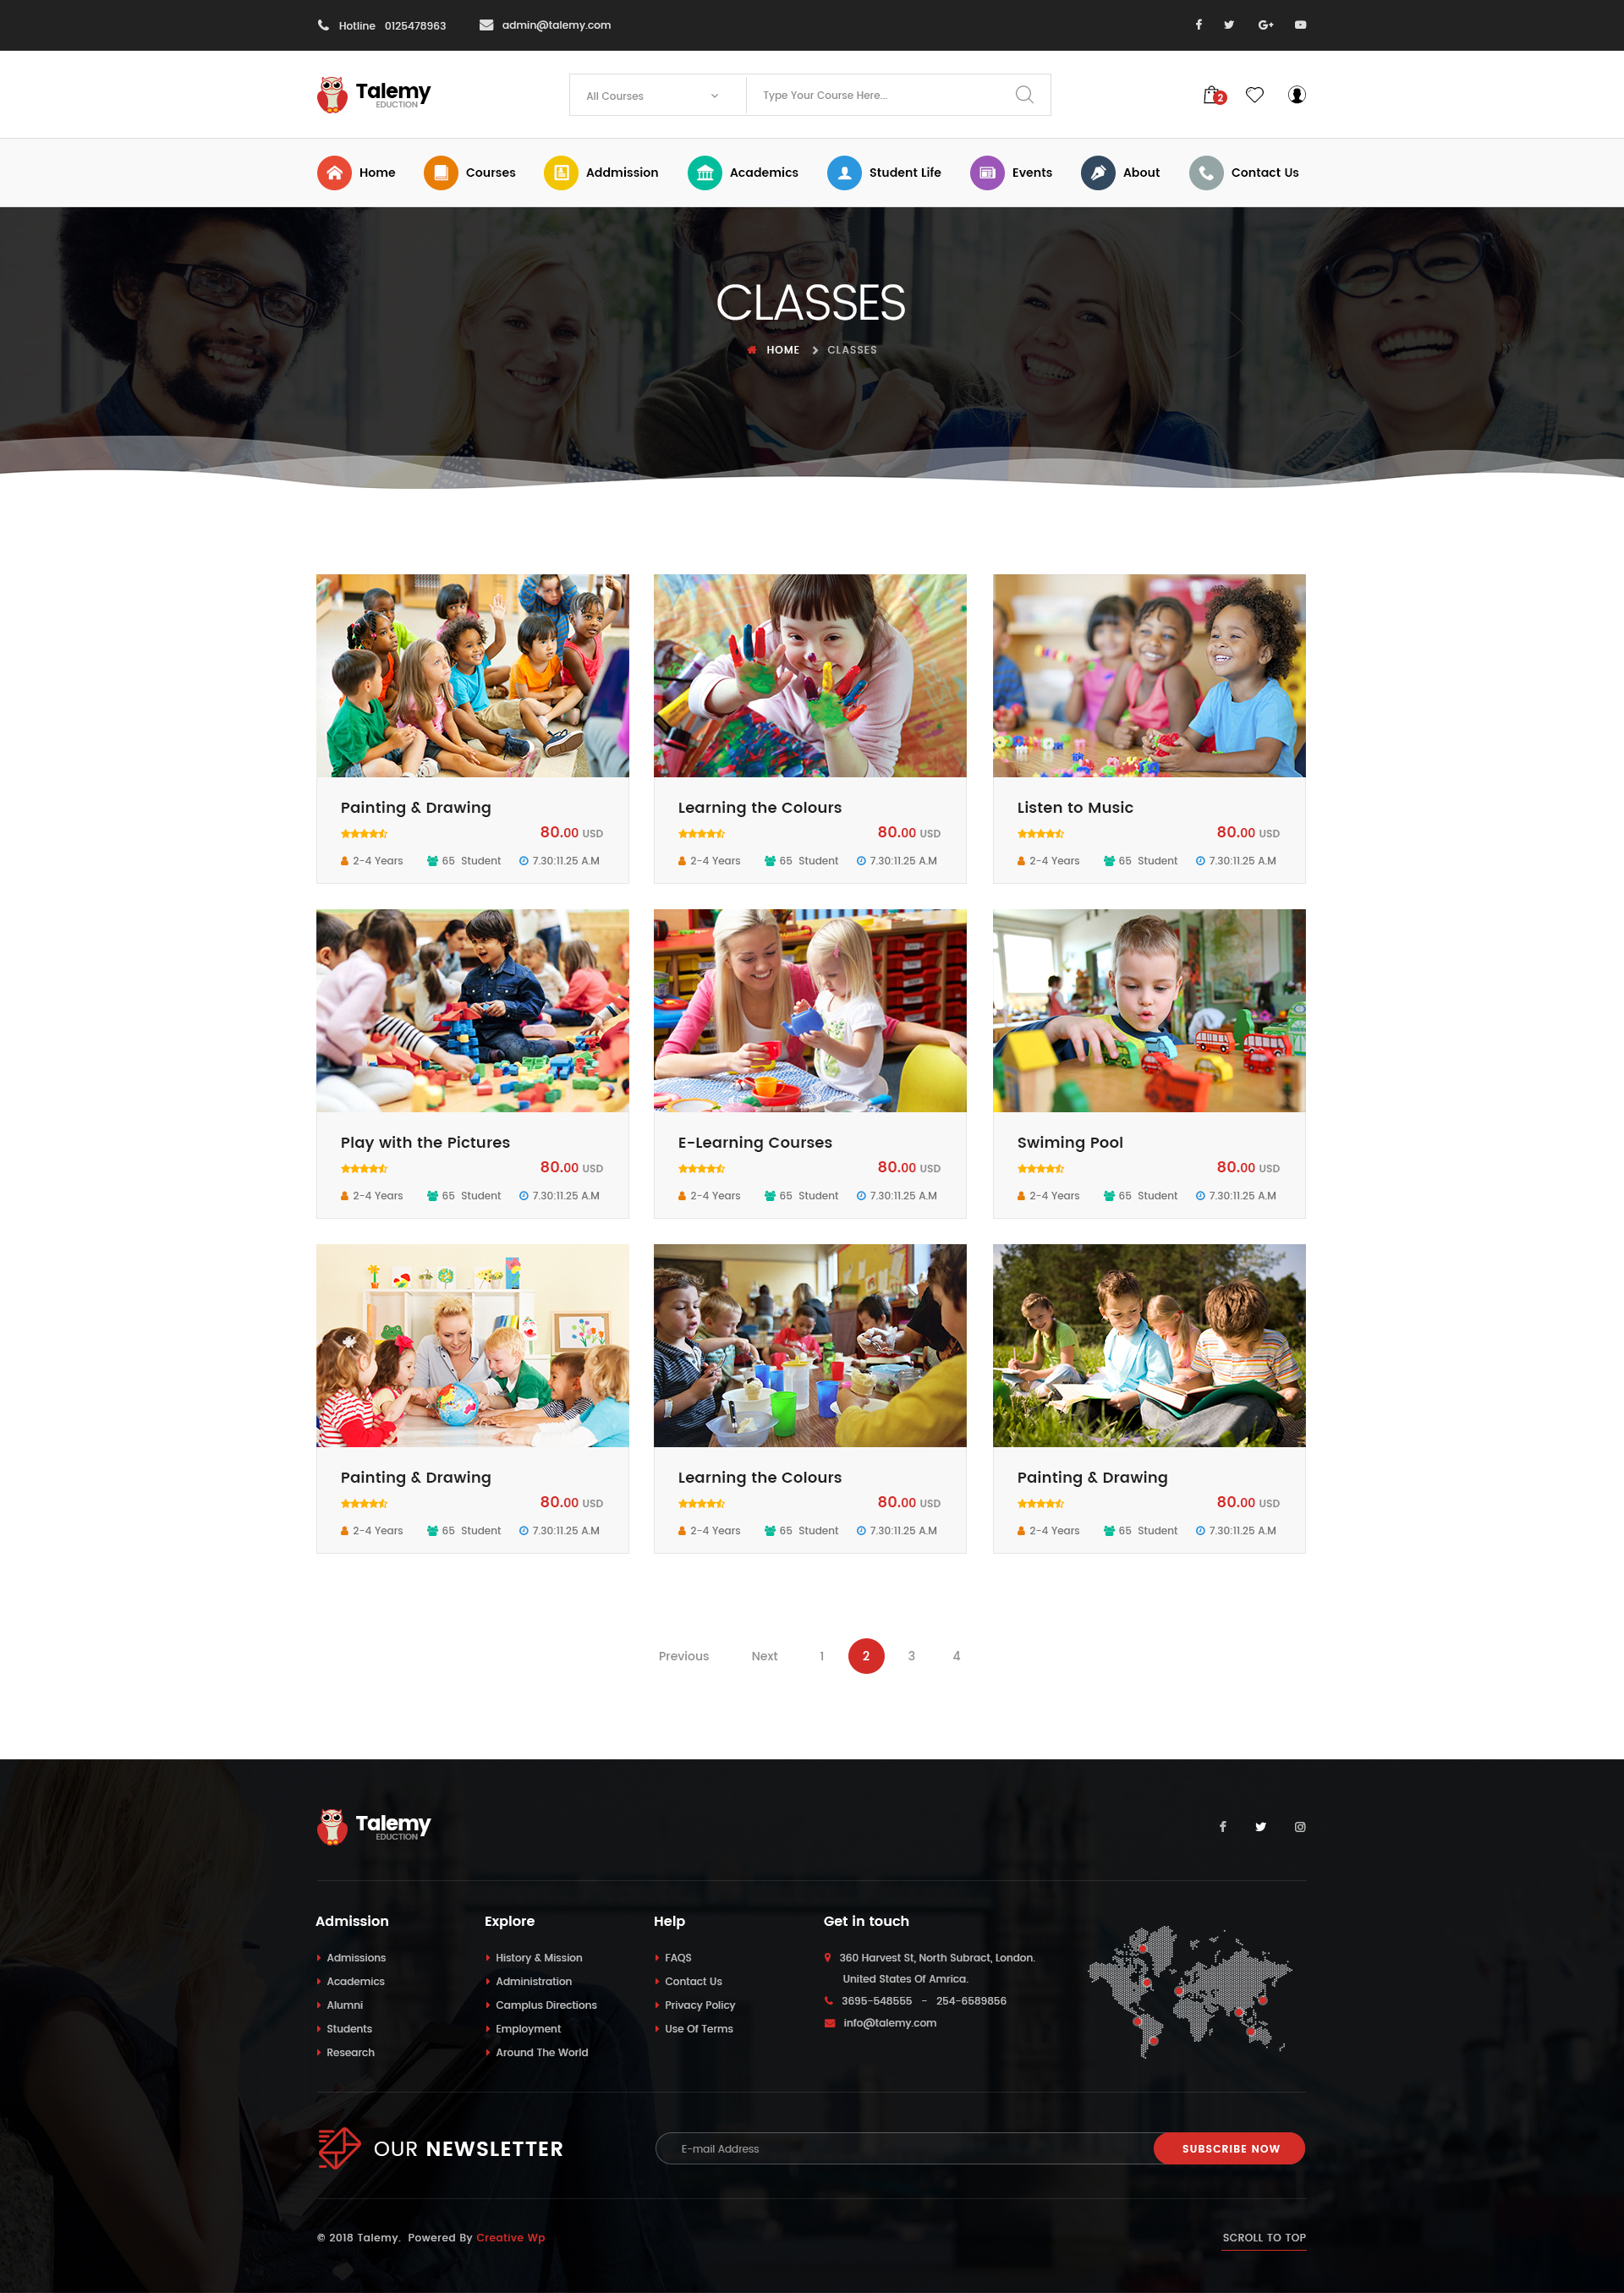 Hotline 0125478963 admin@talemy.com
Talemy
EDUCTION
All Courses Type Your Course Here...
2
Home Courses Addmission Academics Student Life Events About Contact Us
CLASSES
HOME CLASSES
Painting & Drawing
80.00 USD
2-4 Years 65 Student 7.30:11.25 A.M
Learning the Colours
80.00 USD
2-4 Years 65 Student 7.30:11.25 A.M
Listen to Music
80.00 USD
2-4 Years 65 Student 7.30:11.25 A.M
Play with the Pictures
80.00 USD
2-4 Years 65 Student 7.30:11.25 A.M
E-Learning Courses
80.00 USD
2-4 Years 65 Student 7.30:11.25 A.M
Swiming Pool
80.00 USD
2-4 Years 65 Student 7.30:11.25 A.M
Painting & Drawing
80.00 USD
2-4 Years 65 Student 7.30:11.25 A.M
Learning the Colours
80.00 USD
2-4 Years 65 Student 7.30:11.25 A.M
Painting & Drawing
80.00 USD
2-4 Years 65 Student 7.30:11.25 A.M
Previous Next 1 2 3 4
Talemy
EDUCTION
Admission
Admissions
Academics
Alumni
Students
Research
Explore
History & Mission
Administration
Camplus Directions
Employment
Around The World
Help
FAQS
Contact Us
Privacy Policy
Use Of Terms
Get in touch
360 Harvest St, North Subract, London.
United States Of Amrica.
3695-548555 - 254-6589856
info@talemy.com
OUR NEWSLETTER
E-mail Address
SUBSCRIBE NOW
© 2018 Talemy. Powered By Creative Wp
SCROLL TO TOP